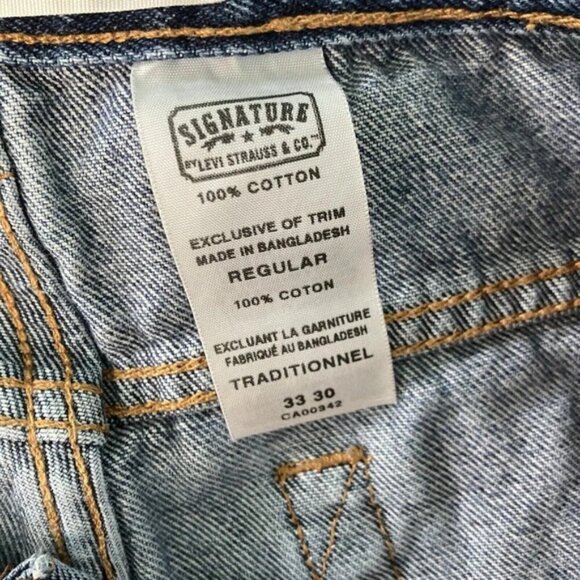 SIGNATURE
BY LEVI STRAUSS & CO.™
100% COTTON
EXCLUSIVE OF TRIM
MADE IN BANGLADESH
REGULAR
100% COTON
EXCLUANT LA GARNITURE
FABRIQUÉ AU BANGLADESH
TRADITIONNEL
33 30
CA00342